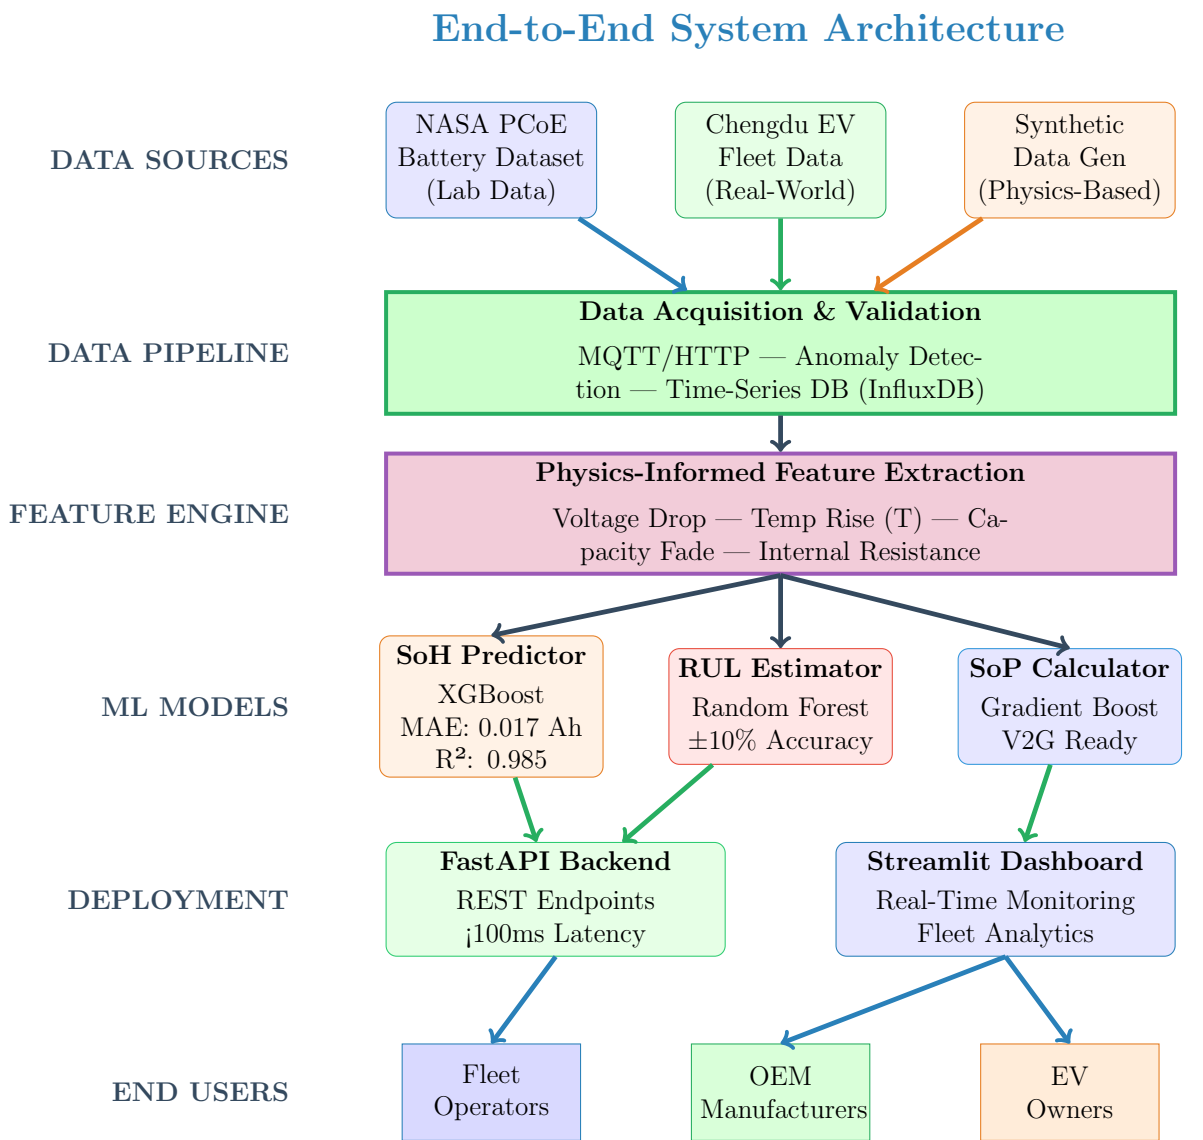 End-to-End System Architecture
DATA SOURCES
NASA PCoE
Battery Dataset
(Lab Data)
Chengdu EV
Fleet Data
(Real-World)
Synthetic
Data Gen
(Physics-Based)
DATA PIPELINE
Data Acquisition & Validation
MQTT/HTTP — Anomaly Detec-
tion — Time-Series DB (InfluxDB)
FEATURE ENGINE
Physics-Informed Feature Extraction
Voltage Drop — Temp Rise (T) — Ca-
pacity Fade — Internal Resistance
ML MODELS
SoH Predictor
XGBoost
MAE: 0.017 Ah
R²: 0.985
RUL Estimator
Random Forest
±10% Accuracy
SoP Calculator
Gradient Boost
V2G Ready
DEPLOYMENT
FastAPI Backend
REST Endpoints
¡100ms Latency
Streamlit Dashboard
Real-Time Monitoring
Fleet Analytics
END USERS
Fleet
Operators
OEM
Manufacturers
EV
Owners